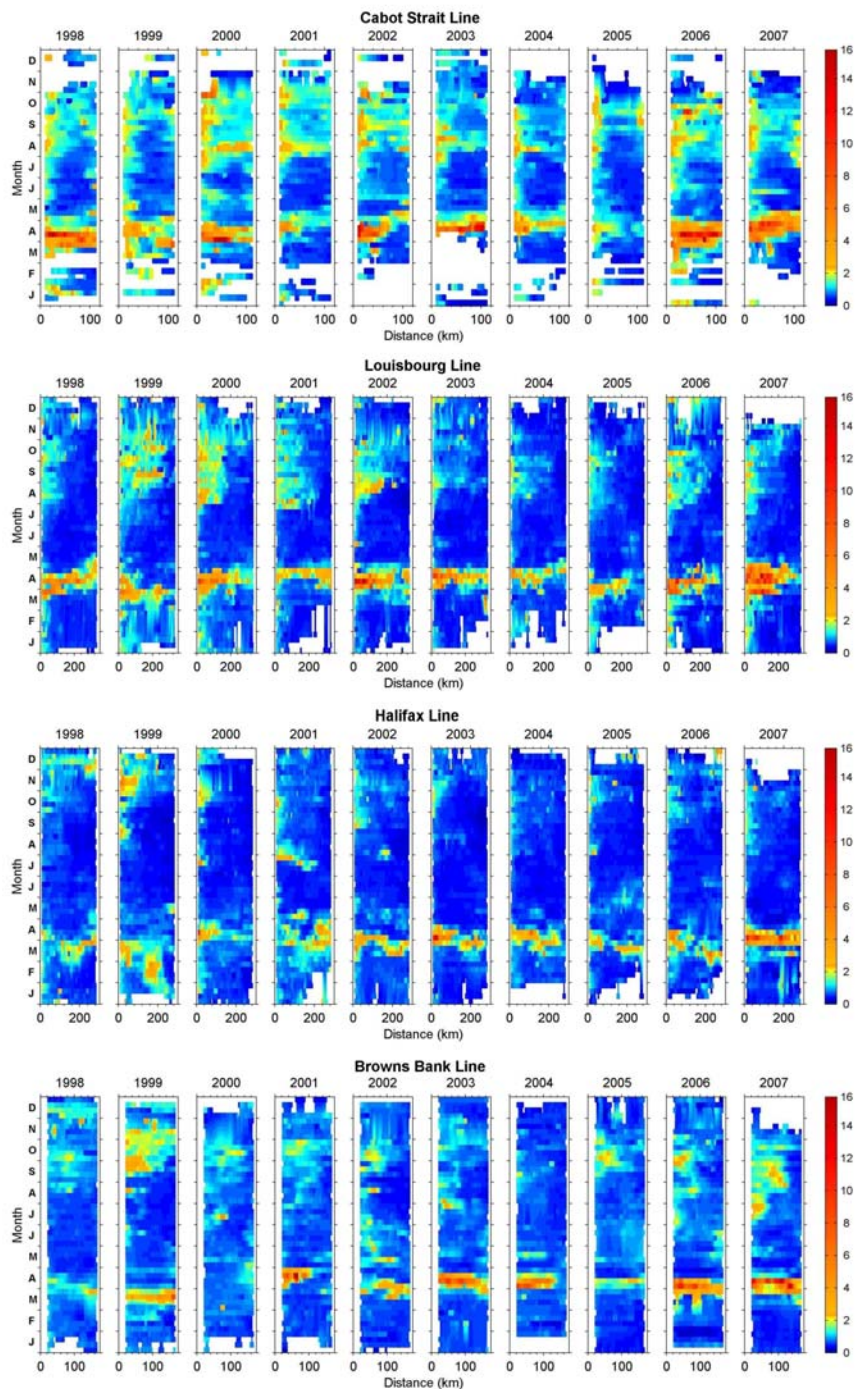 Cabot Strait Line
1998 1999 2000 2001 2002 2003 2004 2005 2006 2007
Month
D
N
O
S
A
J
J
M
A
M
F
J
0 100 0 100 0 100 0 100 0 100 0 100 0 100 0 100 0 100 0 100
Distance (km)
16
14
12
10
8
6
4
2
0
Louisbourg Line
1998 1999 2000 2001 2002 2003 2004 2005 2006 2007
Month
D
N
O
S
A
J
J
M
A
M
F
J
0 200 0 200 0 200 0 200 0 200 0 200 0 200 0 200 0 200 0 200
Distance (km)
16
14
12
10
8
6
4
2
0
Halifax Line
1998 1999 2000 2001 2002 2003 2004 2005 2006 2007
Month
D
N
O
S
A
J
J
M
A
M
F
J
0 200 0 200 0 200 0 200 0 200 0 200 0 200 0 200 0 200 0 200
Distance (km)
16
14
12
10
8
6
4
2
0
Browns Bank Line
1998 1999 2000 2001 2002 2003 2004 2005 2006 2007
Month
D
N
O
S
A
J
J
M
A
M
F
J
0 100 0 100 0 100 0 100 0 100 0 100 0 100 0 100 0 100 0 100
Distance (km)
16
14
12
10
8
6
4
2
0